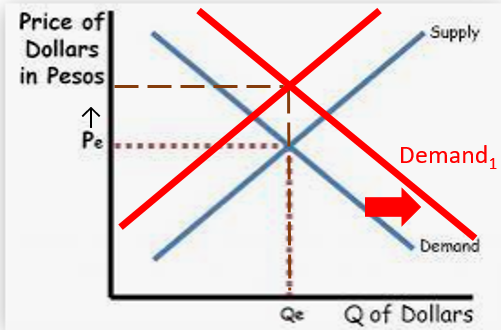 Price of
Dollars
in Pesos
Supply
Pe
Demand1
Demand
Qe
Q of Dollars